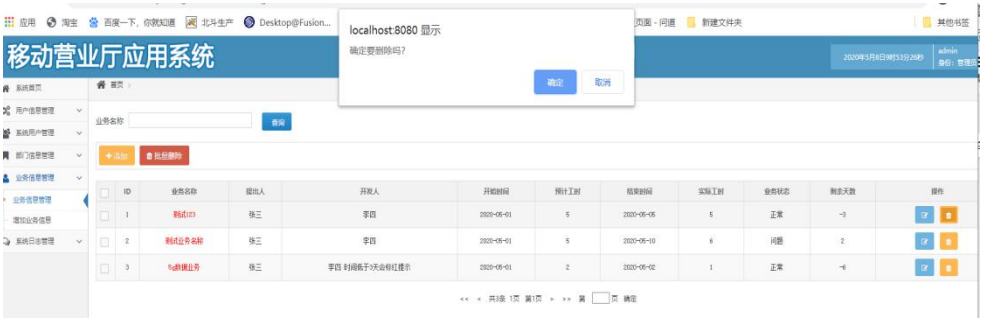 应用 淘宝 百度一下，你就知道 北斗生产 Desktop@Fusion... 页面 - 问道 新建文件夹 其他书签
localhost:8080 显示
确定要删除吗?
确定 取消
移动营业厅应用系统
2020年5月8日9时53分26秒
admin
身份：管理员
系统首页
用户信息管理
系统用户管理
部门信息管理
业务信息管理
业务信息管理
增加业务信息
系统日志管理
首页
业务名称 查询
添加 批量删除
ID 业务名称 提出人 开发人 开始时间 预计工时 结束时间 实际工时 业务状态 剩余天数 操作
1 测试123 张三 李四 2020-05-01 5 2020-05-05 5 正常 -3
2 测试业务名称 张三 李四 2020-05-01 5 2020-05-10 6 问题 2
3 5g数据业务 张三 李四 时间低于3天会标红提示 2020-05-01 2 2020-05-02 1 正常 -6
<< < 共3条 1页 第1页 > >> 第 页 确定